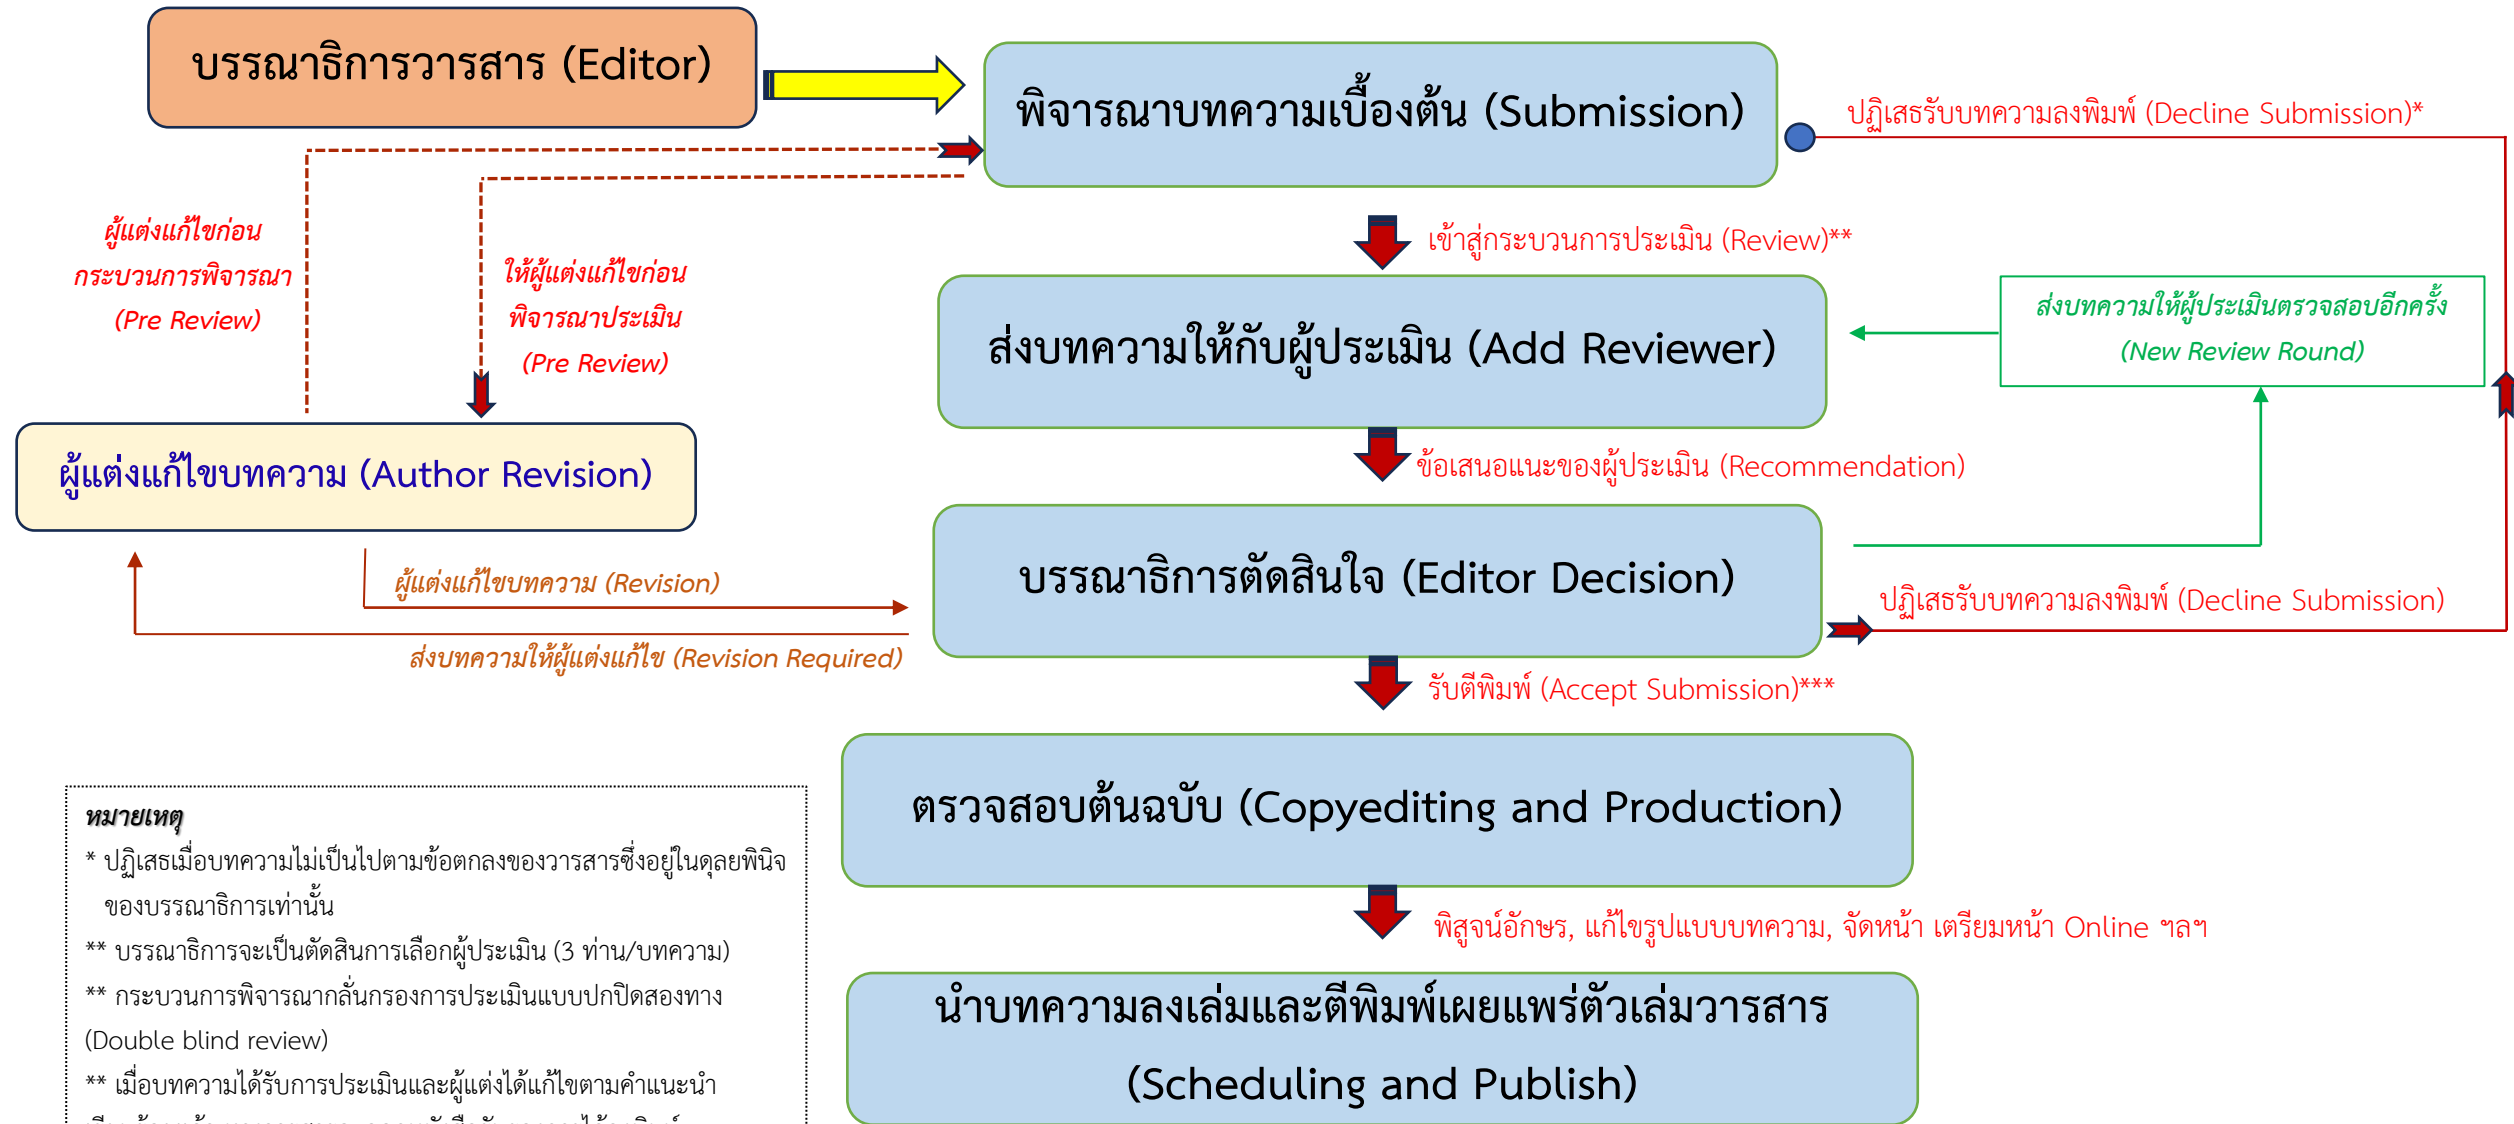 บรรณาธิการวารสาร (Editor)
พิจารณาบทความเบื้องต้น (Submission)
ปฏิเสธรับบทความลงพิมพ์ (Decline Submission)*
ผู้แต่งแก้ไขก่อน
กระบวนการพิจารณา
(Pre Review)
ให้ผู้แต่งแก้ไขก่อน
พิจารณาประเมิน
(Pre Review)
เข้าสู่กระบวนการประเมิน (Review)**
ส่งบทความให้กับผู้ประเมิน (Add Reviewer)
ส่งบทความให้ผู้ประเมินตรวจสอบอีกครั้ง
(New Review Round)
ผู้แต่งแก้ไขบทความ (Author Revision)
ข้อเสนอแนะของผู้ประเมิน (Recommendation)
บรรณาธิการตัดสินใจ (Editor Decision)
ผู้แต่งแก้ไขบทความ (Revision)
ส่งบทความให้ผู้แต่งแก้ไข (Revision Required)
ปฏิเสธรับบทความลงพิมพ์ (Decline Submission)
รับตีพิมพ์ (Accept Submission)***
ตรวจสอบต้นฉบับ (Copyediting and Production)
พิสูจน์อักษร, แก้ไขรูปแบบบทความ, จัดหน้า เตรียมหน้า Online ฯลฯ
นำบทความลงเล่มและตีพิมพ์เผยแพร่ตัวเล่มวารสาร
(Scheduling and Publish)
หมายเหตุ
* ปฏิเสธเมื่อบทความไม่เป็นไปตามข้อตกลงของวารสารซึ่งอยู่ในดุลยพินิจ
ของบรรณาธิการเท่านั้น
** บรรณาธิการจะเป็นตัดสินการเลือกผู้ประเมิน (3 ท่าน/บทความ)
** กระบวนการพิจารณากลั่นกรองการประเมินแบบปกปิดสองทาง
(Double blind review)
** เมื่อบทความได้รับการประเมินและผู้แต่งได้แก้ไขตามคำแนะนำ